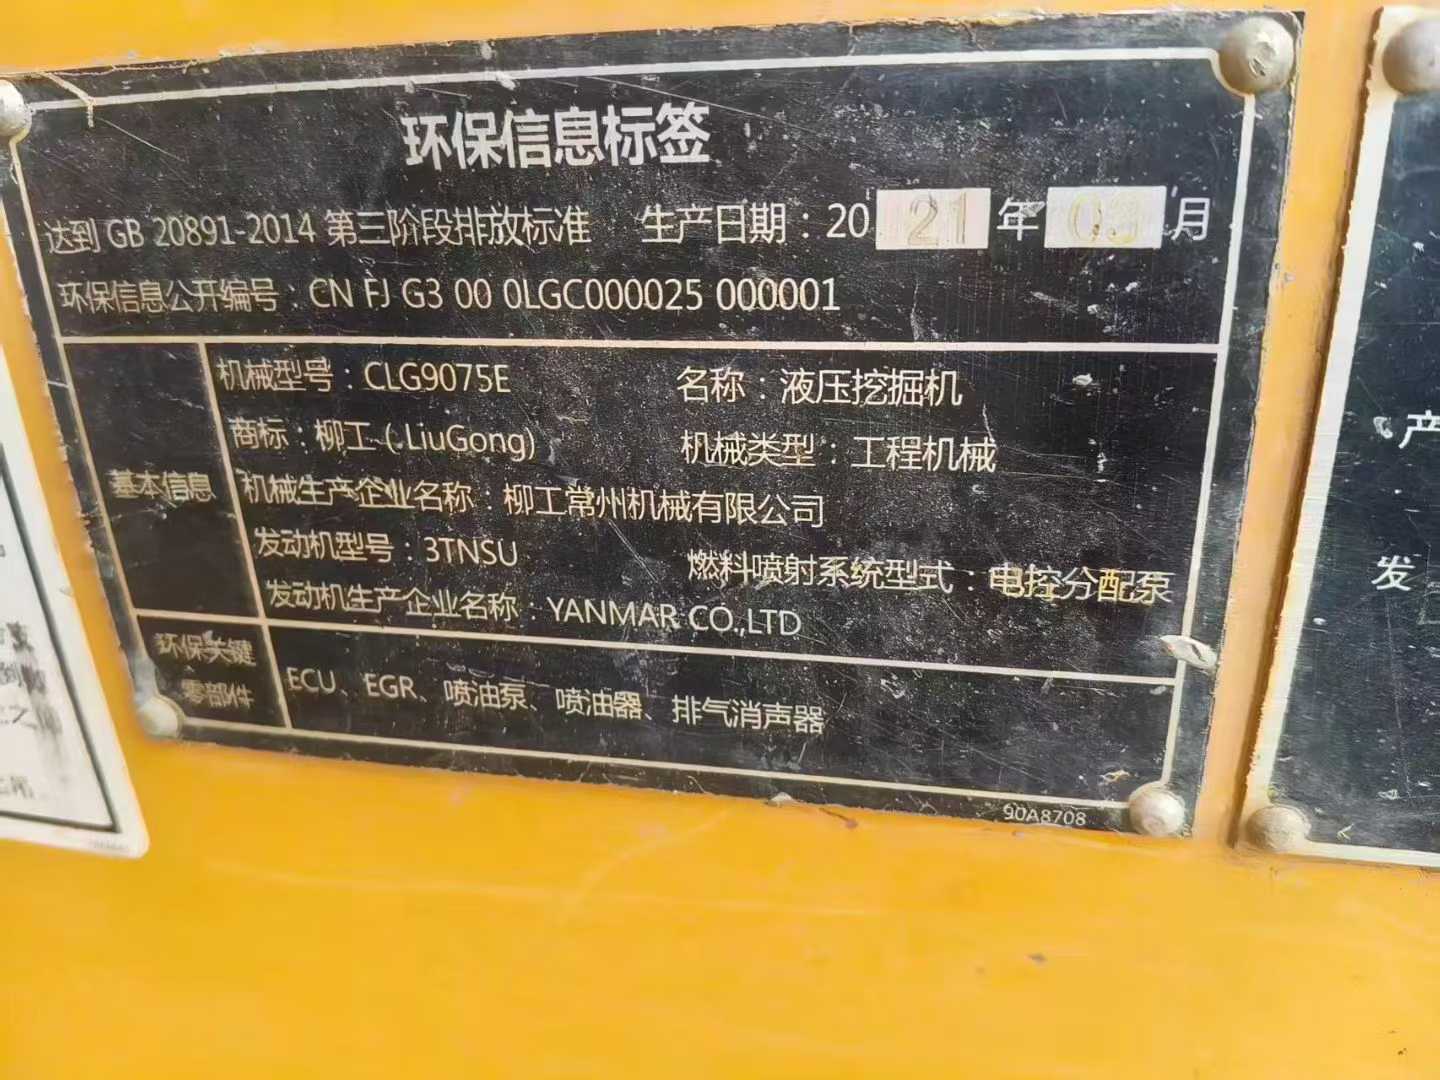 环保信息标签
达到 GB 20891-2014 第三阶段排放标准 生产日期：20 21 年 03 月
环保信息公开编号：CN FJ G3 00 0LGC000025 000001
基本信息
机械型号：CLG9075E 名称：液压挖掘机
商标：柳工（LiuGong) 机械类型：工程机械
机械生产企业名称：柳工常州机械有限公司
发动机型号：3TNSU 燃料喷射系统型式：电控分配泵
发动机生产企业名称：YANMAR CO.,LTD
环保关键
零部件
ECU、EGR、喷油泵、喷油器、排气消声器
90A8708
产
发